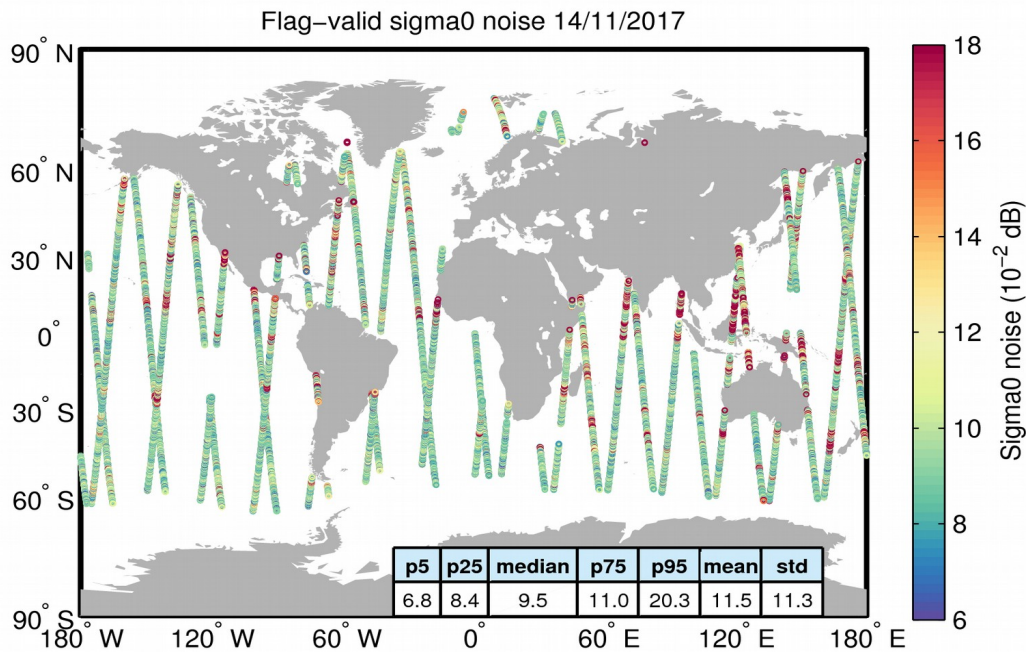 Flag−valid sigma0 noise 14/11/2017
90° N
60° N
30° N
0°
30° S
60° S
90° S
180° W
120° W
60° W
0°
60° E
120° E
180° E
p5 p25 median p75 p95 mean std
6.8 8.4 9.5 11.0 20.3 11.5 11.3
18
16
14
12
10
8
6
Sigma0 noise (10⁻² dB)